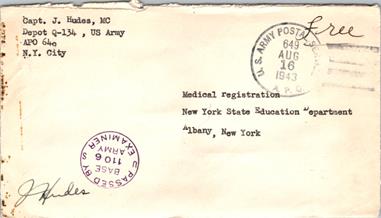 Capt. J. Hudes, MC
Depot Q-134 , US Army
APO 640
N.Y. City
Free
U. S. ARMY POSTAL
649
AUG
16
1943
A. P. O.
Medical registration
New York State Education Department
Albany, New York
PASSED BY
BASE
1106
ARMY
EXAMINER
J Hudes